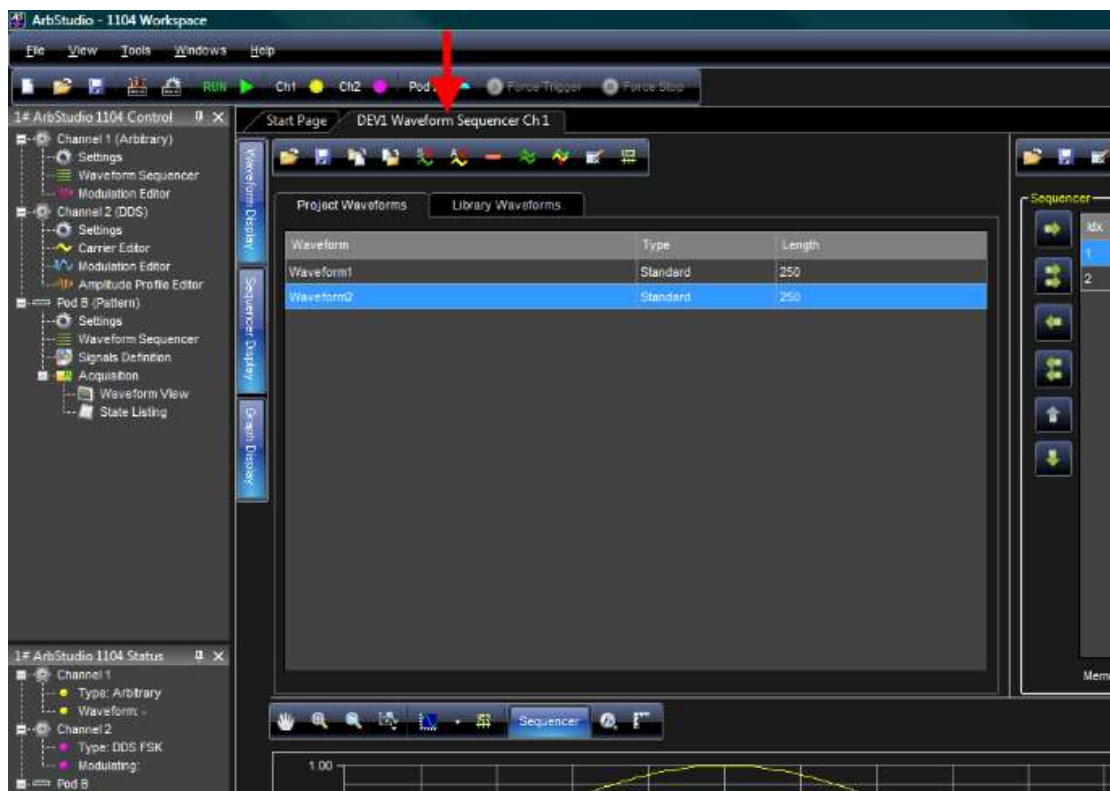 ArbStudio - 1104 Workspace
File View Tools Windows Help
RUN Ch1 Ch2 Pod Force Trigger Force Stop
1# ArbStudio 1104 Control
Start Page DEV1 Waveform Sequencer Ch 1
Channel 1 (Arbitrary)
Settings
Waveform Sequencer
Modulation Editor
Channel 2 (DDS)
Settings
Carrier Editor
Modulation Editor
Amplitude Profile Editor
Pod B (Pattern)
Settings
Waveform Sequencer
Signals Definition
Acquisition
Waveform View
State Listing
Waveform Display
Sequencer Display
Graph Display
Project Waveforms Library Waveforms
Waveform Type Length
Waveform1 Standard 250
Waveform2 Standard 250
Sequencer
Idx
1
2
1# ArbStudio 1104 Status
Channel 1
Type: Arbitrary
Waveform: -
Channel 2
Type: DDS FSK
Modulating:
Pod B
Sequencer
1.00